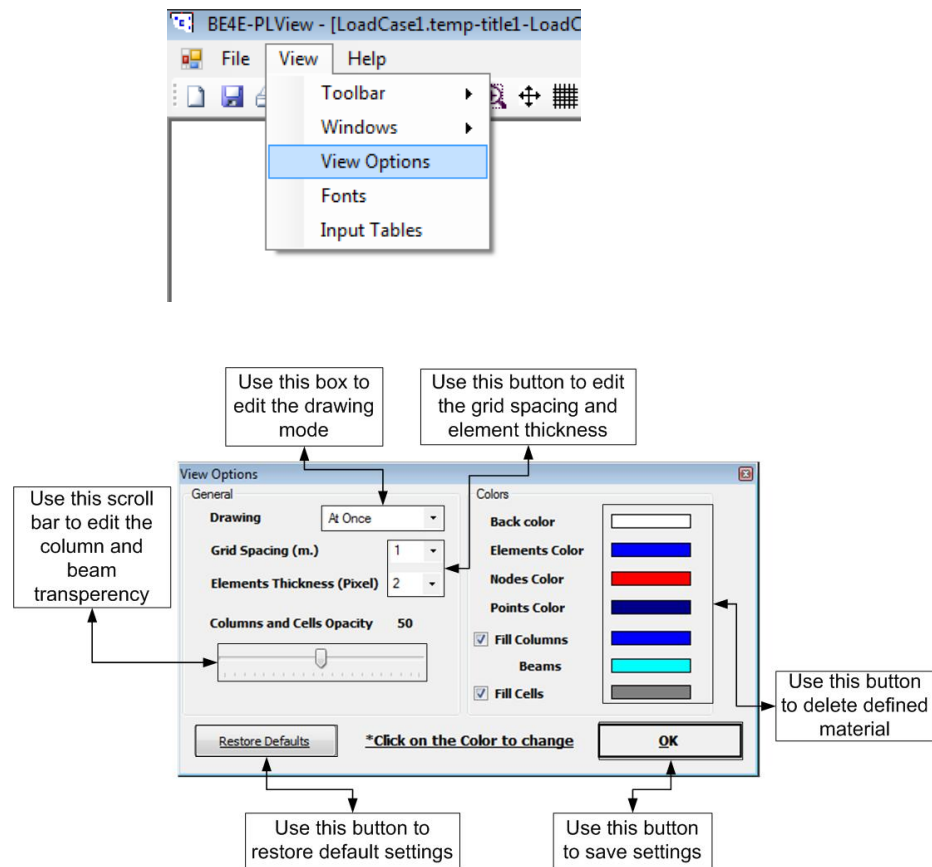 BE4E-PLView - [LoadCase1.temp-title1-LoadC
File View Help
Toolbar
Windows
View Options
Fonts
Input Tables
Use this box to
edit the drawing
mode
Use this button to edit
the grid spacing and
element thickness
Use this scroll
bar to edit the
column and
beam
transperency
View Options
General
Drawing At Once
Grid Spacing (m.) 1
Elements Thickness (Pixel) 2
Columns and Cells Opacity 50
Colors
Back color
Elements Color
Nodes Color
Points Color
Fill Columns
Beams
Fill Cells
Use this button
to delete defined
material
Restore Defaults *Click on the Color to change OK
Use this button to
restore default settings
Use this button
to save settings